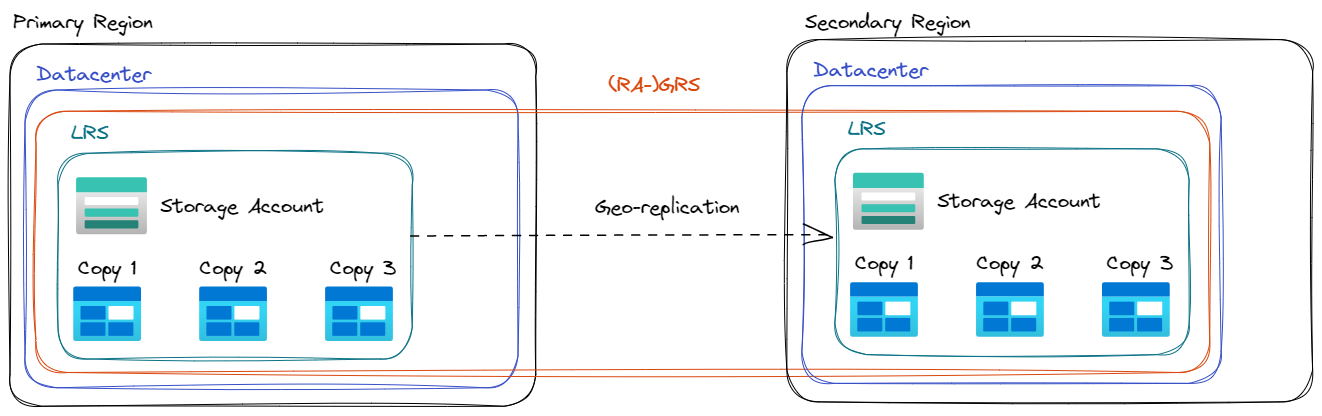 Primary Region
Secondary Region
Datacenter
(RA-)GRS
Datacenter
LRS
LRS
Storage Account
Geo-replication
Storage Account
Copy 1
Copy 2
Copy 3
Copy 1
Copy 2
Copy 3